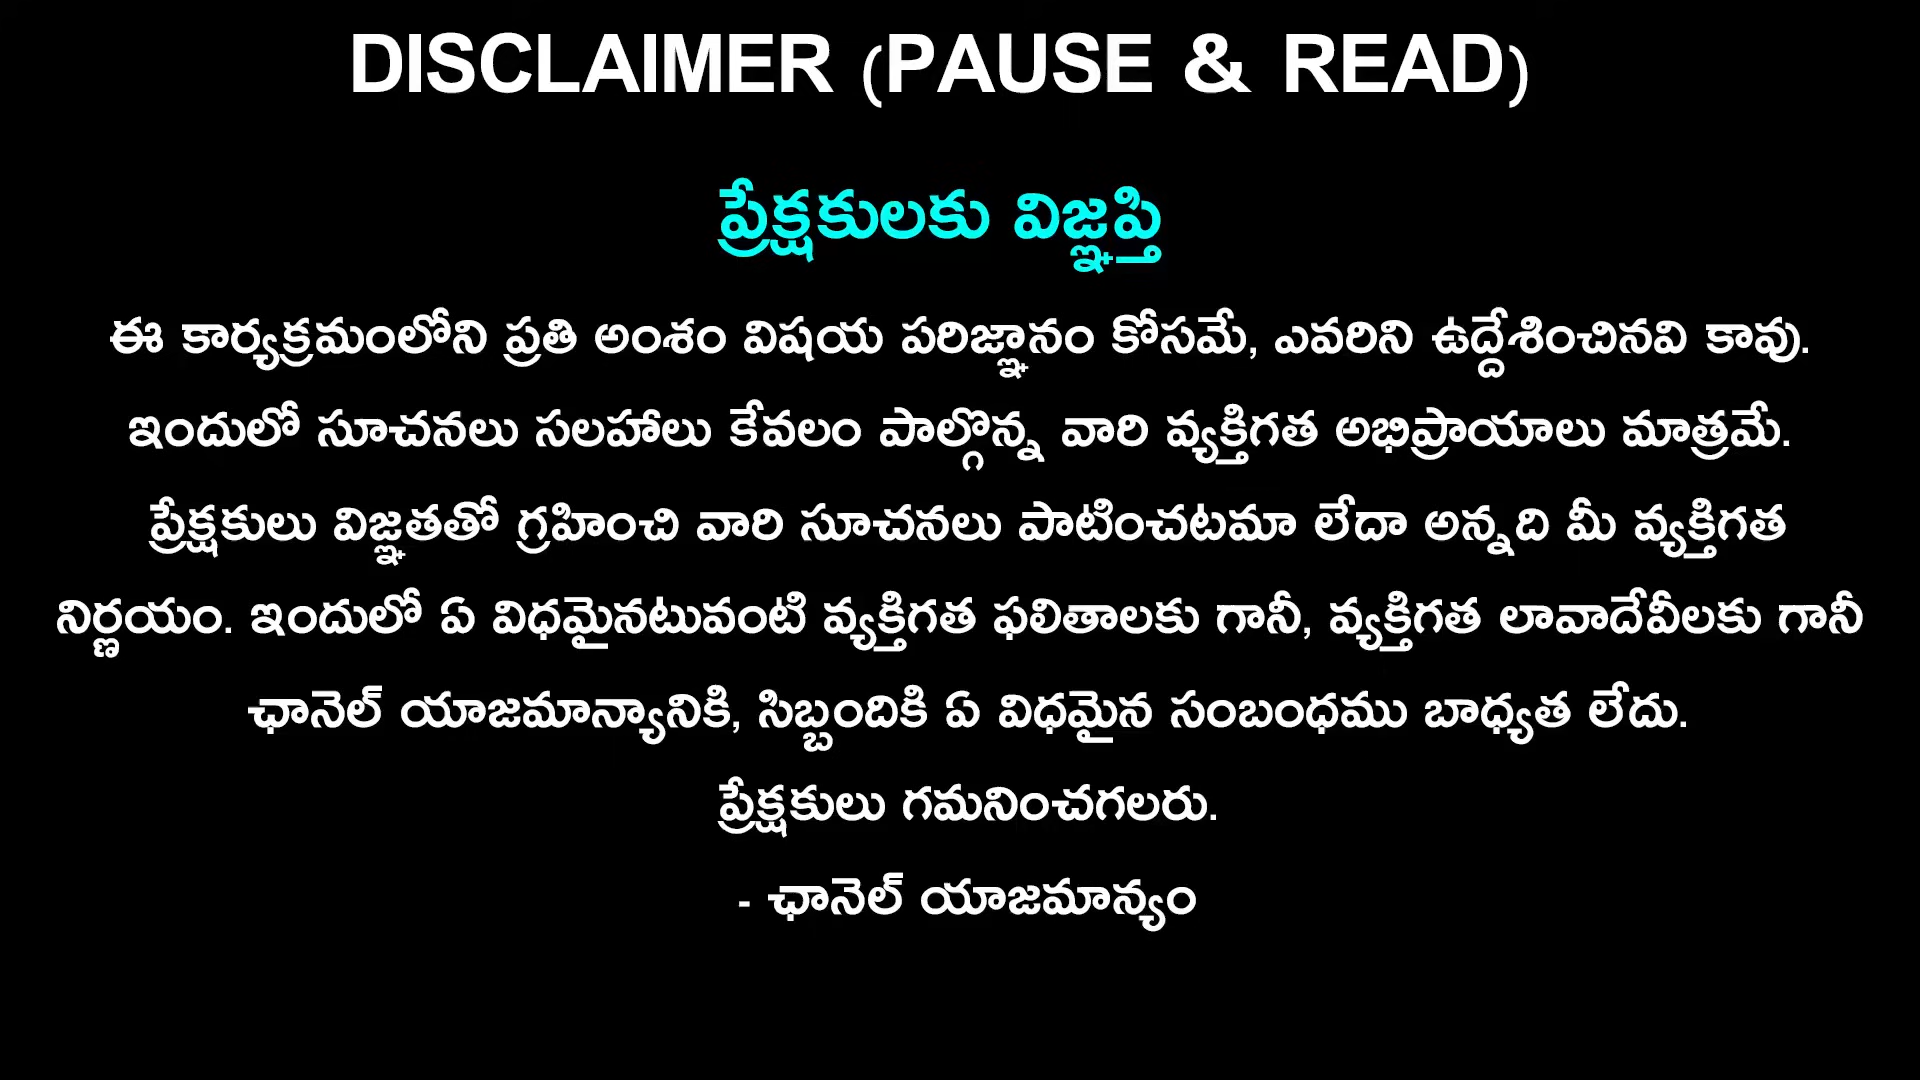 DISCLAIMER (PAUSE & READ)
ప్రేక్షకులకు విజ్ఞప్తి
ఈ కార్యక్రమంలోని ప్రతి అంశం విషయ పరిజ్ఞానం కోసమే, ఎవరిని ఉద్దేశించినవి కావు.
ఇందులో సూచనలు సలహాలు కేవలం పాల్గొన్న వారి వ్యక్తిగత అభిప్రాయాలు మాత్రమే.
ప్రేక్షకులు విజ్ఞతతో గ్రహించి వారి సూచనలు పాటించటమా లేదా అన్నది మీ వ్యక్తిగత
నిర్ణయం. ఇందులో ఏ విధమైనటువంటి వ్యక్తిగత ఫలితాలకు గానీ, వ్యక్తిగత లావాదేవీలకు గానీ
ఛానెల్ యాజమాన్యానికి, సిబ్బందికి ఏ విధమైన సంబంధము బాధ్యత లేదు.
ప్రేక్షకులు గమనించగలరు.
- ఛానెల్ యాజమాన్యం